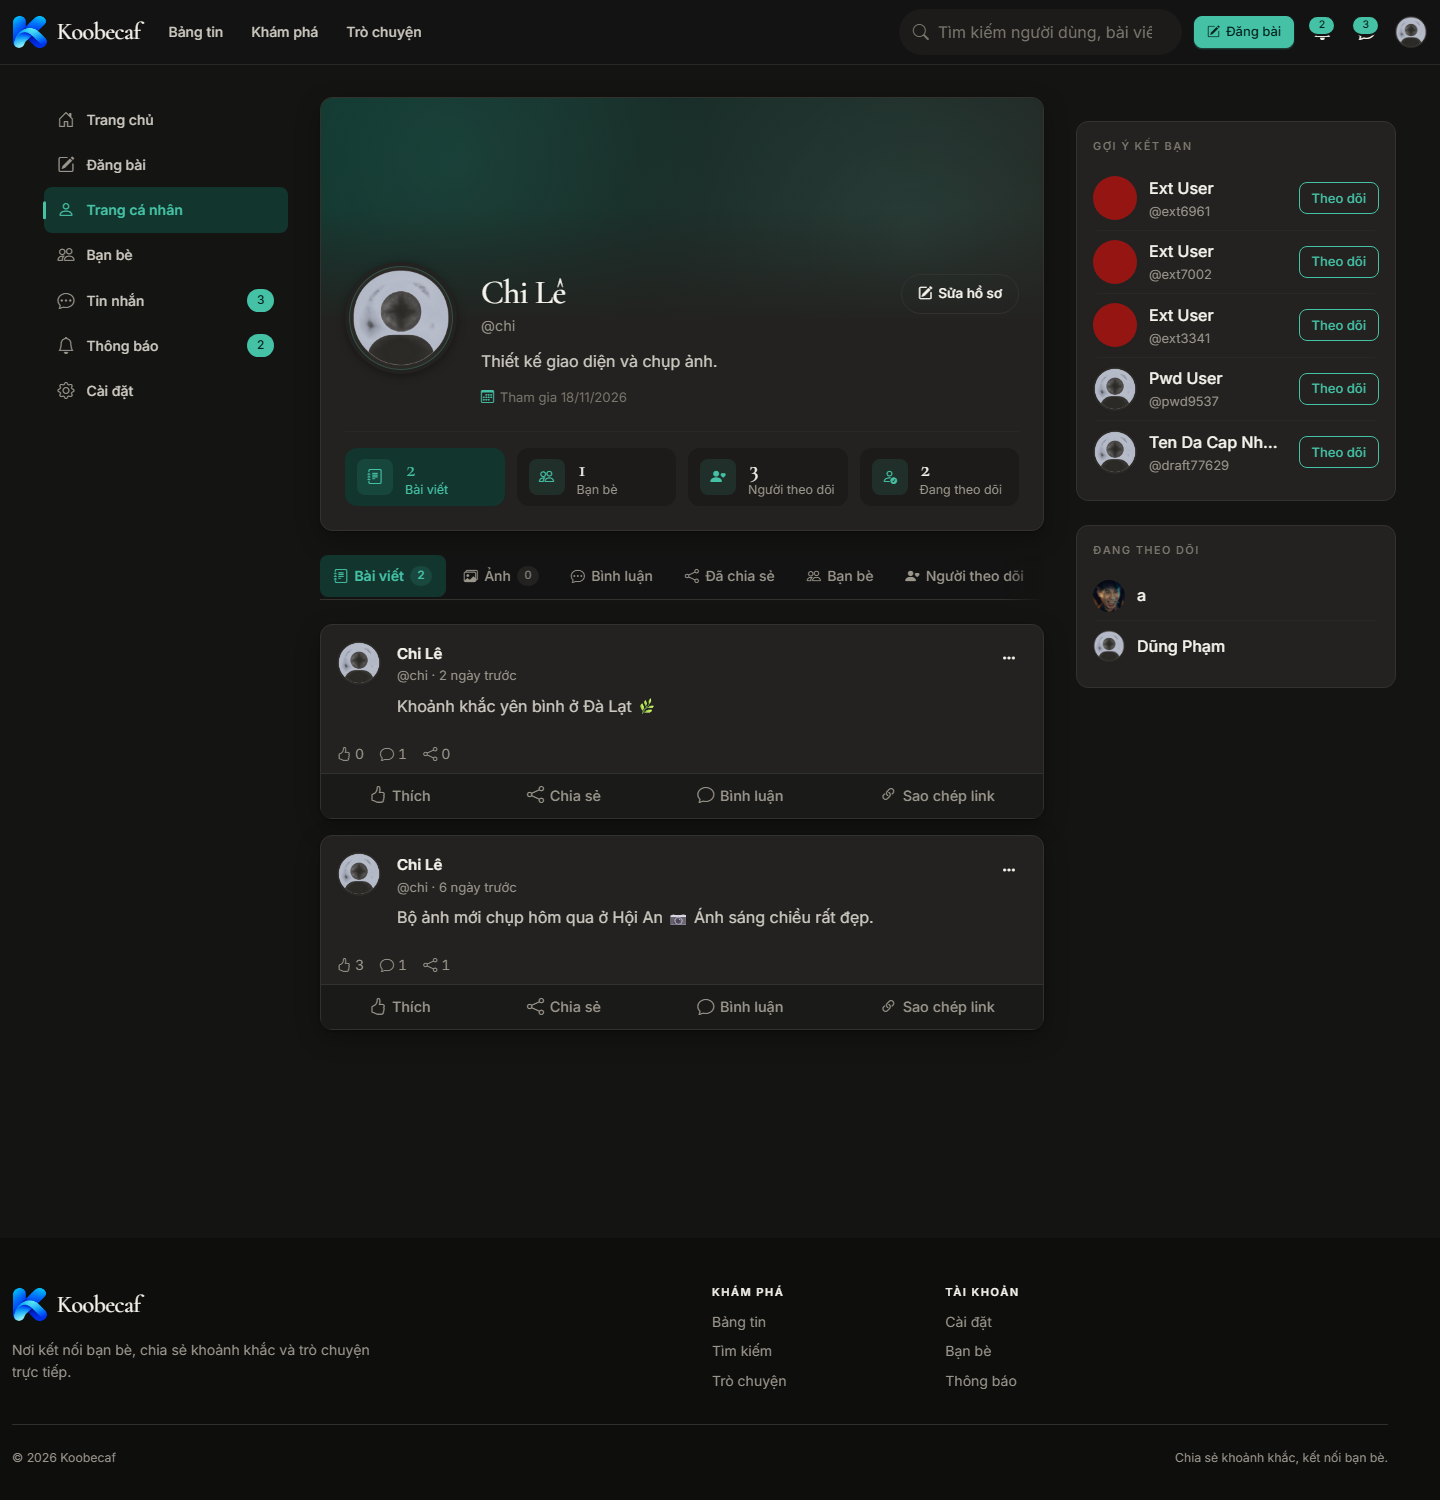 Koobecaf
Bảng tin
Khám phá
Trò chuyện
Tìm kiếm người dùng, bài viế
Đăng bài
2
3
Trang chủ
Đăng bài
Trang cá nhân
Bạn bè
Tin nhắn
3
Thông báo
2
Cài đặt
Chi Lê
@chi
Thiết kế giao diện và chụp ảnh.
Tham gia 18/11/2026
Sửa hồ sơ
2
Bài viết
1
Bạn bè
3
Người theo dõi
2
Đang theo dõi
Bài viết 2
Ảnh 0
Bình luận
Đã chia sẻ
Bạn bè
Người theo dõi
Chi Lê
@chi · 2 ngày trước
Khoảnh khắc yên bình ở Đà Lạt 🌿
0 1 0
Thích
Chia sẻ
Bình luận
Sao chép link
Chi Lê
@chi · 6 ngày trước
Bộ ảnh mới chụp hôm qua ở Hội An 📷 Ánh sáng chiều rất đẹp.
3 1 1
Thích
Chia sẻ
Bình luận
Sao chép link
GỢI Ý KẾT BẠN
Ext User
@ext6961
Theo dõi
Ext User
@ext7002
Theo dõi
Ext User
@ext3341
Theo dõi
Pwd User
@pwd9537
Theo dõi
Ten Da Cap Nh...
@draft77629
Theo dõi
ĐANG THEO DÕI
a
Dũng Phạm
Koobecaf
Nơi kết nối bạn bè, chia sẻ khoảnh khắc và trò chuyện
trực tiếp.
KHÁM PHÁ
Bảng tin
Tìm kiếm
Trò chuyện
TÀI KHOẢN
Cài đặt
Bạn bè
Thông báo
© 2026 Koobecaf
Chia sẻ khoảnh khắc, kết nối bạn bè.